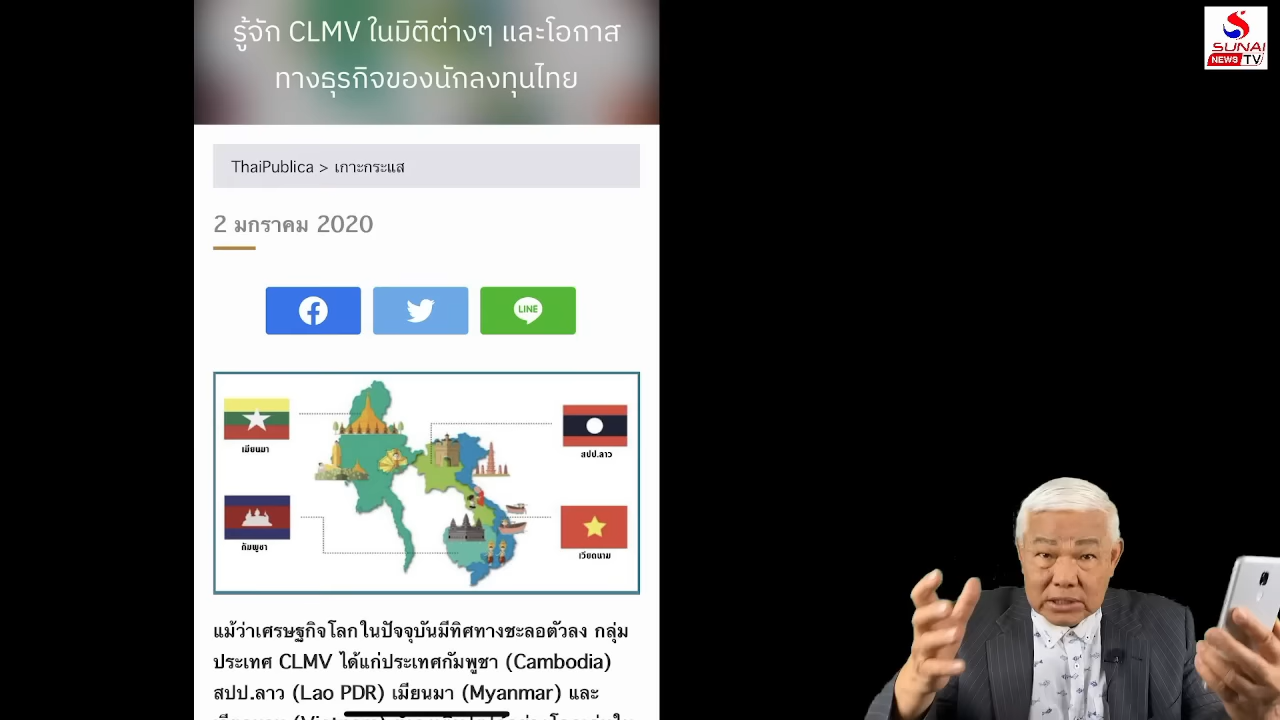 รู้จัก CLMV ในมิติต่างๆ และโอกาส
ทางธุรกิจของนักลงทุนไทย
SUNAI
NEWS TV
ThaiPublica > เกาะกระแส
2 มกราคม 2020
LINE
เมียนมา
สปป.ลาว
กัมพูชา
เวียดนาม
แม้ว่าเศรษฐกิจโลกในปัจจุบันมีทิศทางชะลอตัวลง กลุ่ม
ประเทศ CLMV ได้แก่ประเทศกัมพูชา (Cambodia)
สปป.ลาว (Lao PDR) เมียนมา (Myanmar) และ